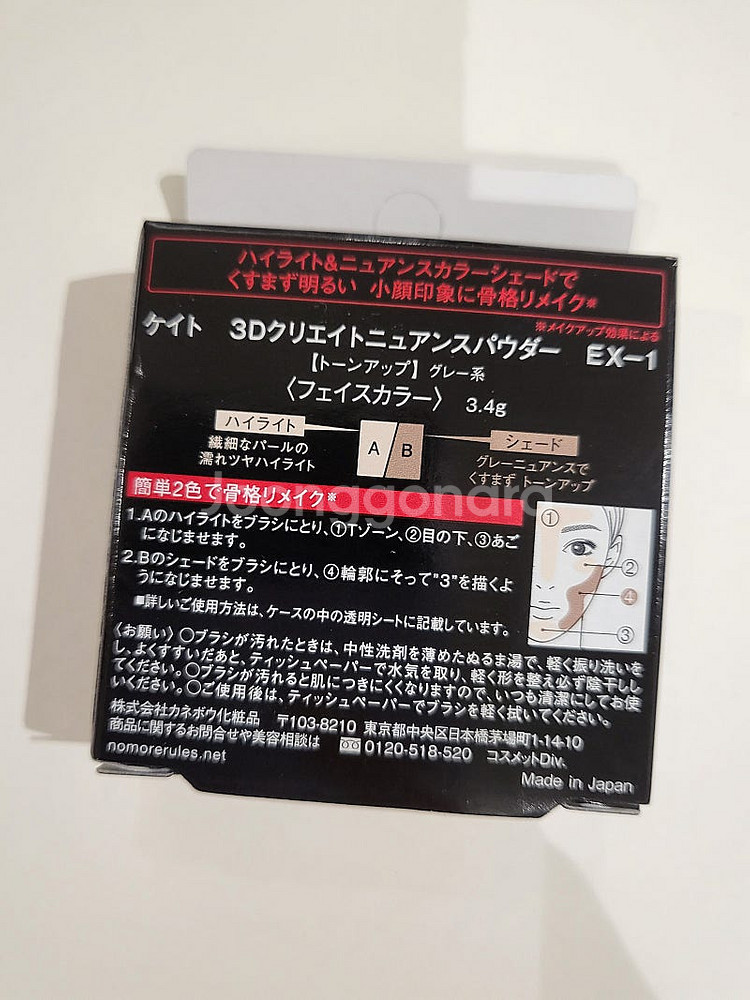 ハイライト&ニュアンスカラーシェードで
くすまず明るい 小顔印象に骨格リメイク※
※メイクアップ効果による
ケイト 3Dクリエイトニュアンスパウダー EX-1
【トーンアップ】グレー系
〈フェイスカラー〉 3.4g
ハイライト
繊細なパールの
濡れツヤハイライト
A B
シェード
グレーニュアンスで
くすまず トーンアップ
簡単2色で骨格リメイク※
Joonggonara
1.Aのハイライトをブラシにとり、①Tゾーン、②目の下、③あご
になじませます。
2.Bのシェードをブラシにとり、④輪郭にそって"3"を描くよ
うになじませます。
■詳しいご使用方法は、ケースの中の透明シートに記載しています。
①
②
④
③
〈お願い〉○ブラシが汚れたときは、中性洗剤を薄めたぬるま湯で、軽く振り洗いを
し、よくすすいだあと、ティッシュペーパーで水気を取り、軽く形を整え必ず陰干しし
てください。○ブラシが汚れると肌につきにくくなりますので、いつも清潔にしてお使
いください。○ご使用後は、ティッシュペーパーでブラシを軽く拭いてください。
株式会社カネボウ化粧品 〒103-8210 東京都中央区日本橋茅場町1-14-10
商品に関するお問合せや美容相談は 0120-518-520 コスメットDiv.
nomorerules.net
Made in Japan